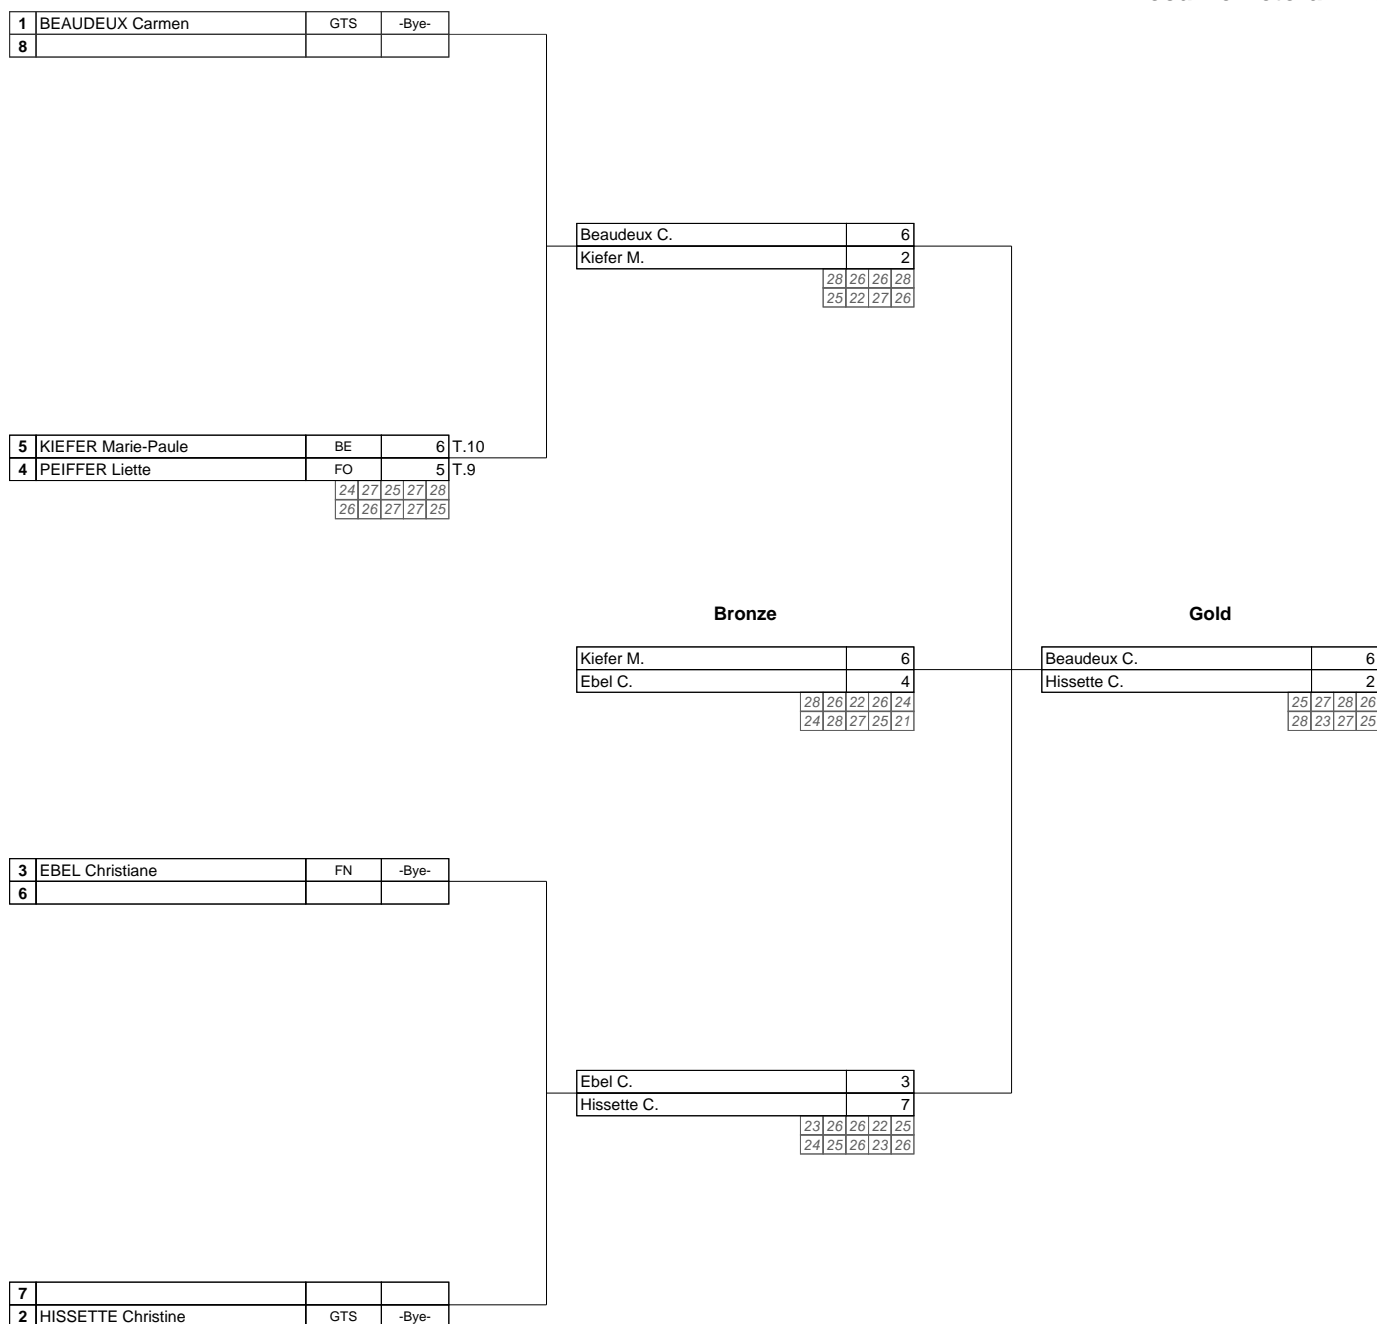 1 BEAUDEUX Carmen GTS -Bye-
8
Beaudeux C. 6
Kiefer M. 2
28 26 26 28
25 22 27 26
5 KIEFER Marie-Paule BE 6 T.10
4 PEIFFER Liette FO 5 T.9
24 27 25 27 28
26 26 27 27 25
Bronze
Gold
Kiefer M. 6
Ebel C. 4
28 26 22 26 24
24 28 27 25 21
Beaudeux C. 6
Hissette C. 2
25 27 28 26
28 23 27 25
3 EBEL Christiane FN -Bye-
6
Ebel C. 3
Hissette C. 7
23 26 26 22 25
24 25 26 23 26
7
2 HISSETTE Christine GTS -Bye-